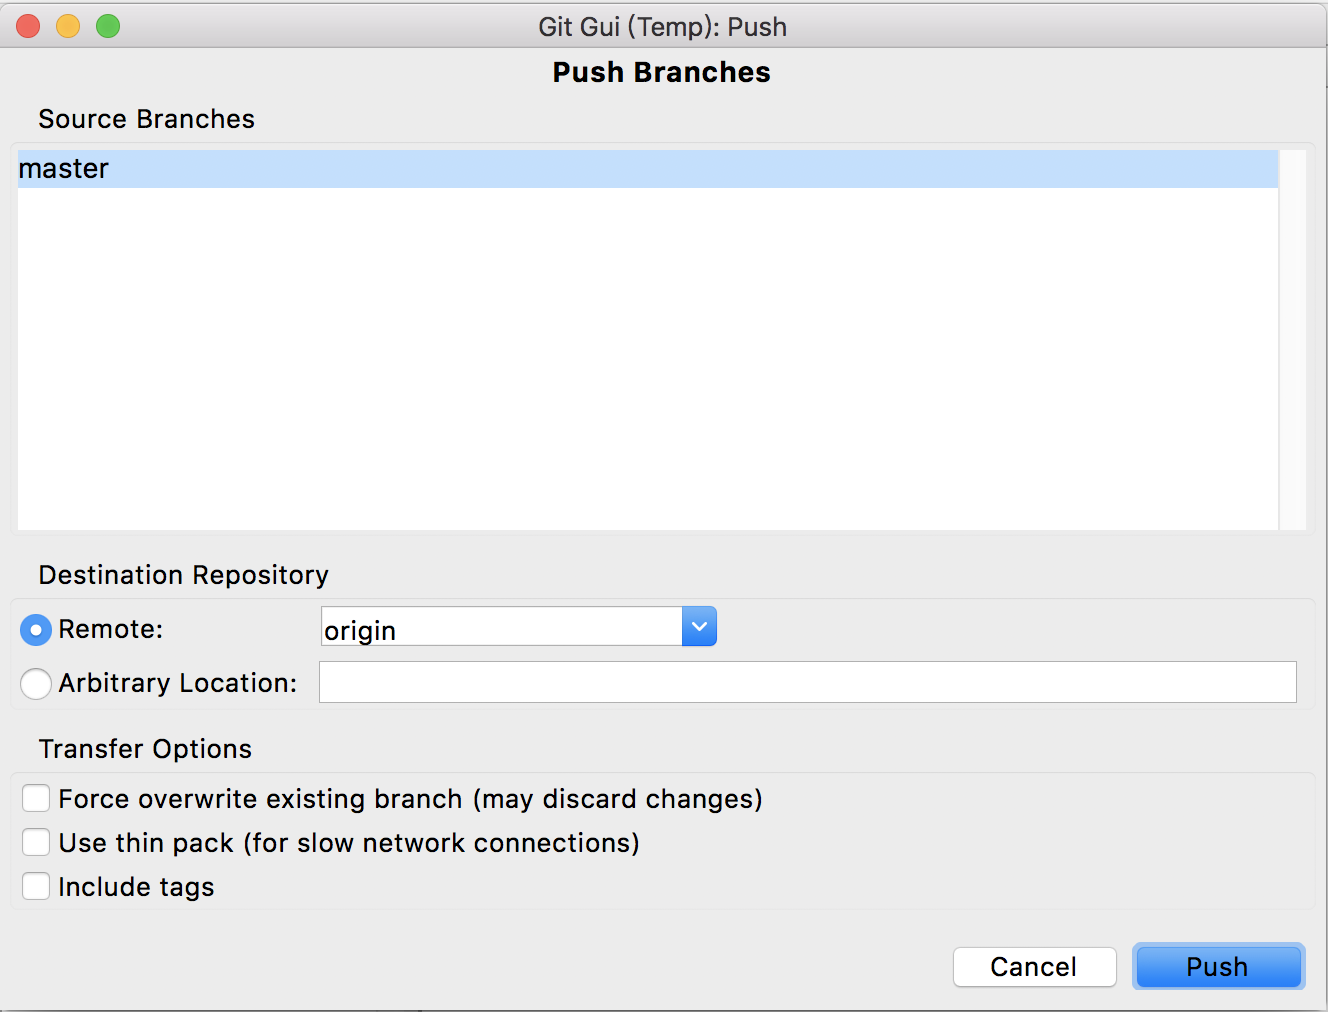 Git Gui (Temp): Push
Push Branches
Source Branches
master
Destination Repository
Remote:
origin
Arbitrary Location:
Transfer Options
Force overwrite existing branch (may discard changes)
Use thin pack (for slow network connections)
Include tags
Cancel
Push